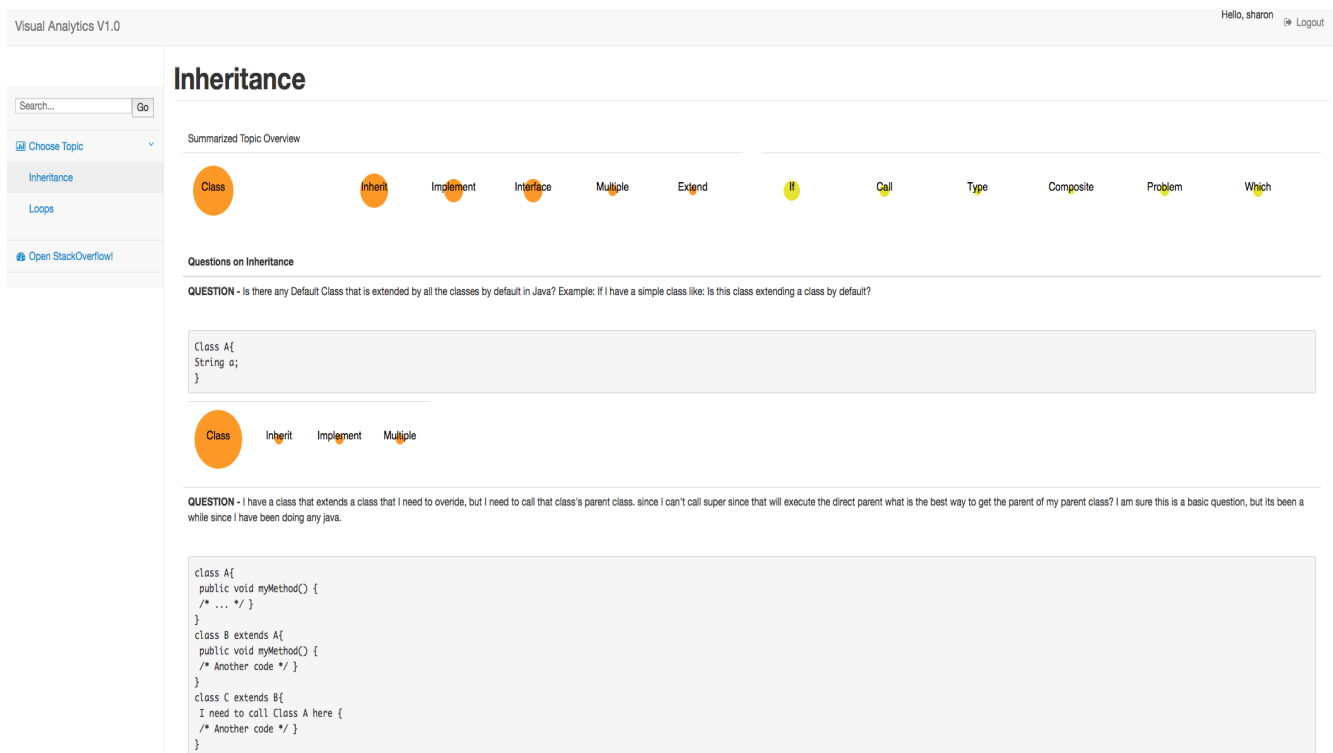 Visual Analytics V1.0
Hello, sharon
Logout
Inheritance
Search...
Go
Choose Topic
Inheritance
Loops
Open StackOverflow!
Summarized Topic Overview
Class Inherit Implement Interface Multiple Extend If Call Type Composite Problem Which
Questions on Inheritance
QUESTION - Is there any Default Class that is extended by all the classes by default in Java? Example: If I have a simple class like: Is this class extending a class by default?
Class A{
String a;
}
Class Inherit Implement Multiple
QUESTION - I have a class that extends a class that I need to overide, but I need to call that class's parent class. since I can't call super since that will execute the direct parent what is the best way to get the parent of my parent class? I am sure this is a basic question, but its been a
while since I have been doing any java.
class A{
public void myMethod() {
/* ... */ }
}
class B extends A{
public void myMethod() {
/* Another code */ }
}
class C extends B{
I need to call Class A here {
/* Another code */ }
}